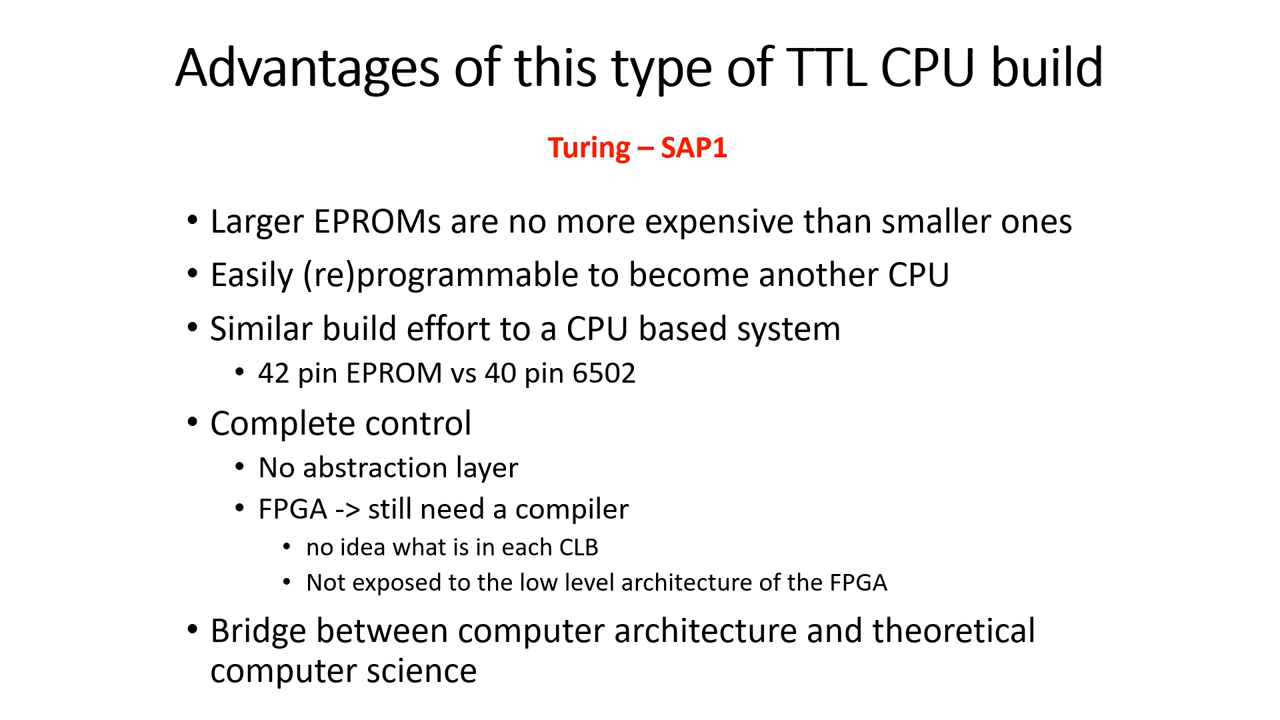 Advantages of this type of TTL CPU build
Turing – SAP1
• Larger EPROMs are no more expensive than smaller ones
• Easily (re)programmable to become another CPU
• Similar build effort to a CPU based system
• 42 pin EPROM vs 40 pin 6502
• Complete control
• No abstraction layer
• FPGA -> still need a compiler
• no idea what is in each CLB
• Not exposed to the low level architecture of the FPGA
• Bridge between computer architecture and theoretical
computer science